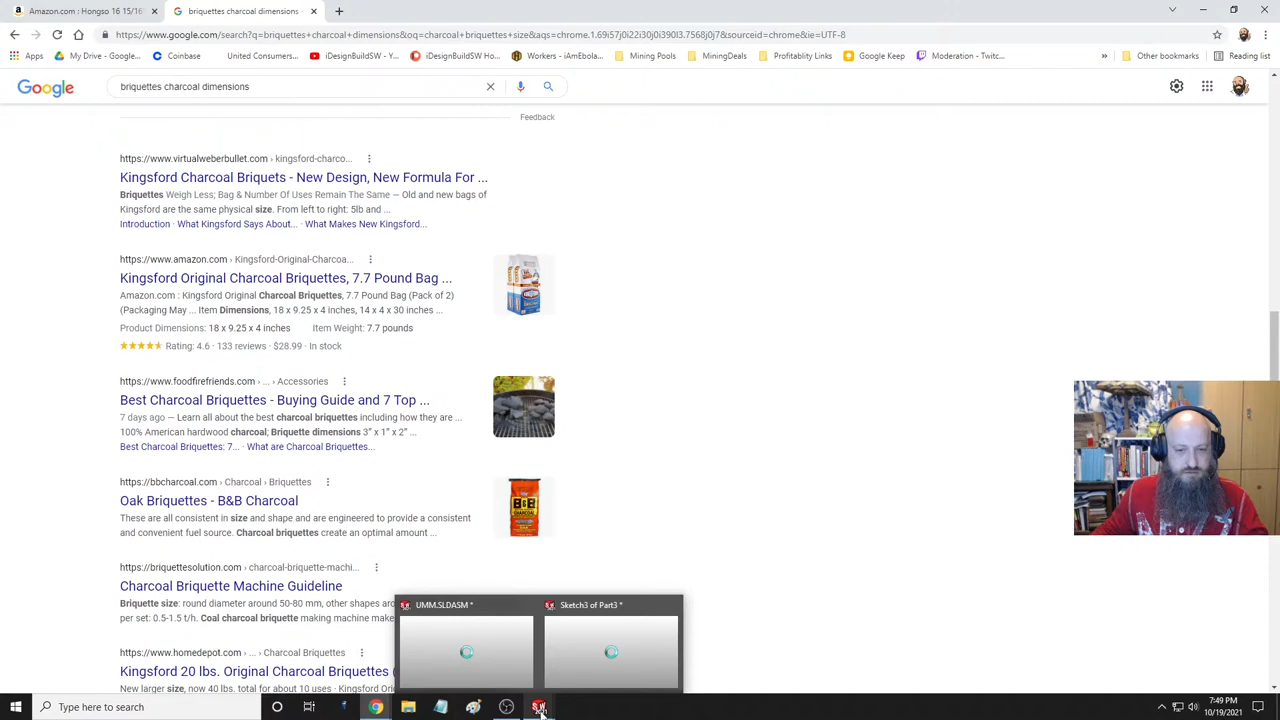 Amazon.com : Hongso 16 15/16"
briquettes charcoal dimensions
google.com/search?q=briquettes+charcoal+dimensions&oq=charcoal+briquettes+size&aqs=chrome.1.69i57j0i22i30j0i390l3.7568j0j7&sourceid=chrome&ie=UTF-8
Apps
My Drive - Google...
Coinbase
Communities
iDesignBuildSW - Y...
iDesignBuildSW Ho...
Workers - iAmEbola...
Mining Pools
MiningDeals
Profitablity Links
Google Keep
Moderation - Twitc...
Other bookmarks
Reading list
Google
briquettes charcoal dimensions
Feedback
https://www.virtualweberbullet.com › kingsford-charco...
Kingsford Charcoal Briquets - New Design, New Formula For ...
Briquettes Weigh Less; Bag & Number Of Uses Remain The Same — Old and new bags of
Kingsford are the same physical size. From left to right: 5lb and ...
Introduction · What Kingsford Says About... · What Makes New Kingsford...
https://www.amazon.com › Kingsford-Original-Charcoa...
Kingsford Original Charcoal Briquettes, 7.7 Pound Bag ...
Amazon.com : Kingsford Original Charcoal Briquettes, 7.7 Pound Bag (Pack of 2)
(Packaging May ... Item Dimensions, 18 x 9.25 x 4 inches, 14 x 4 x 30 inches ...
Product Dimensions: 18 x 9.25 x 4 inches Item Weight: 7.7 pounds
Rating: 4.6 · 133 reviews · $28.99 · In stock
https://www.foodfirefriends.com › ... › Accessories
Best Charcoal Briquettes - Buying Guide and 7 Top ...
7 days ago — Learn all about the best charcoal briquettes including how they are ...
100% American hardwood charcoal; Briquette dimensions 3" x 1" x 2" ...
Best Charcoal Briquettes: 7... · What are Charcoal Briquettes...
https://bbcharcoal.com › Charcoal › Briquettes
Oak Briquettes - B&B Charcoal
These are all consistent in size and shape and are engineered to provide a consistent
and convenient fuel source. Charcoal briquettes create an optimal amount ...
https://briquettesolution.com › charcoal-briquette-machi...
Charcoal Briquette Machine Guideline
Briquette size: round diameter around 50-80 mm, other shapes
per set: 0.5-1.5 t/h. Coal charcoal briquette making machine
https://www.homedepot.com › ... › Charcoal Briquettes
Kingsford 20 lbs. Original Charcoal Briquettes (
New larger size, now 40 lbs. total for about 10 uses · Kingsford
UMM.SLDASM *
Sketch3 of Part3 *
Type here to search
7:49 PM
10/19/2021